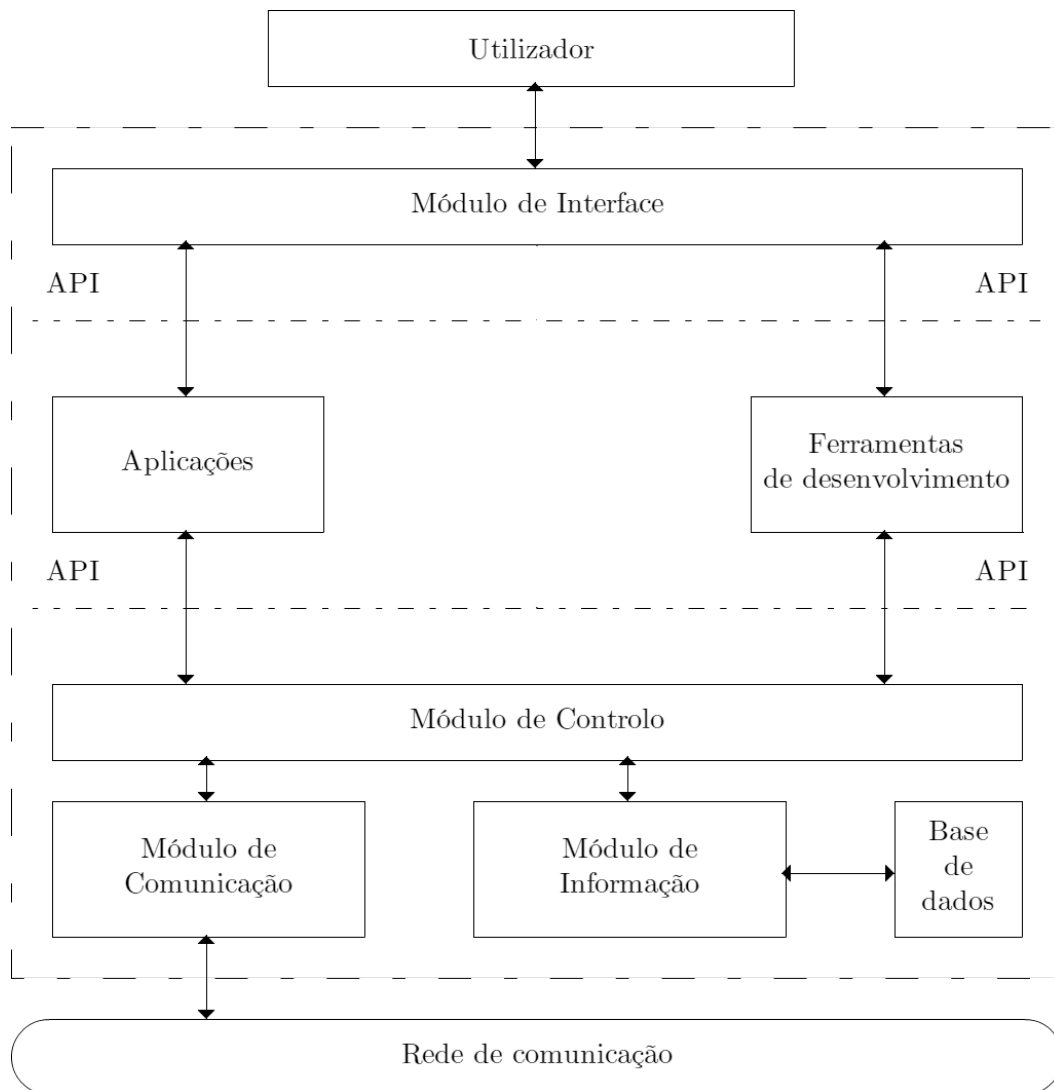 Utilizador
Módulo de Interface
API
API
Aplicações
Ferramentas
de desenvolvimento
API
API
Módulo de Controlo
Módulo de
Comunicação
Módulo de
Informação
Base
de
dados
Rede de comunicação